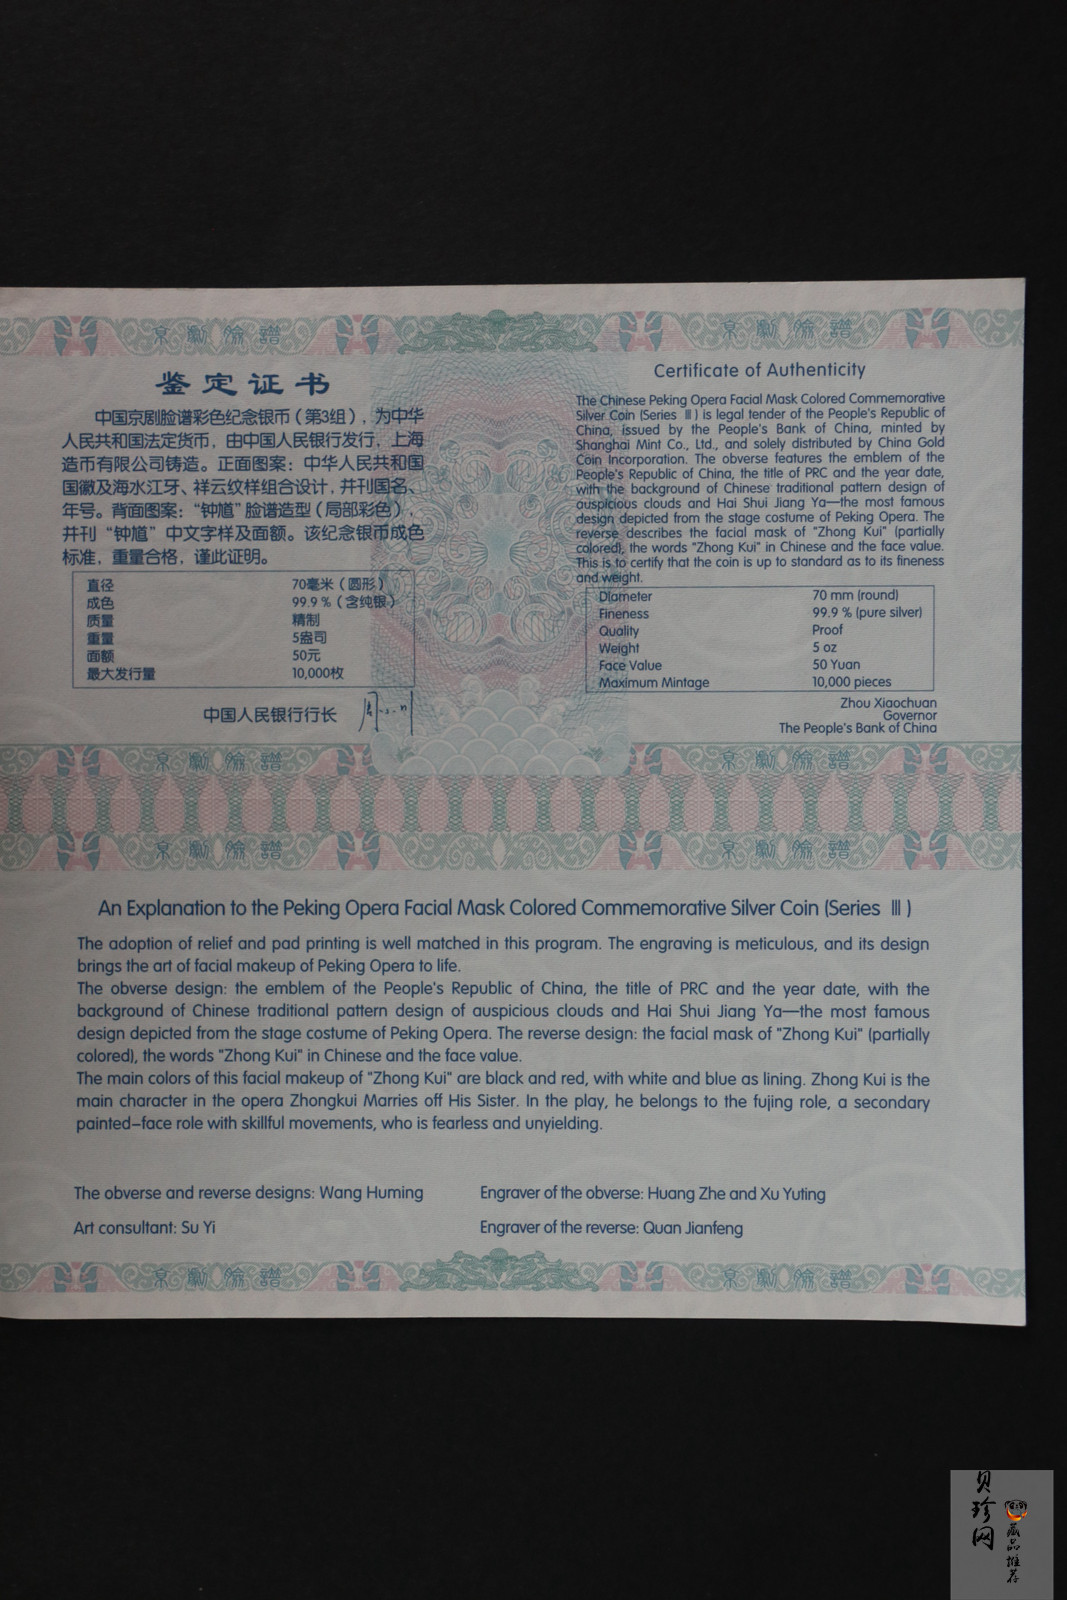 京剧脸谱
京剧脸谱
鉴定证书
中国京剧脸谱彩色纪念银币（第3组），为中华
人民共和国法定货币，由中国人民银行发行，上海
造币有限公司铸造。正面图案：中华人民共和国
国徽及海水江牙、祥云纹样组合设计，并刊国名、
年号。背面图案：“钟馗”脸谱造型（局部彩色），
并刊“钟馗”中文字样及面额。该纪念银币成色
标准，重量合格，谨此证明。
直径 70毫米（圆形）
成色 99.9％（含纯银）
质量 精制
重量 5盎司
面额 50元
最大发行量 10,000枚
中国人民银行行长
Certificate of Authenticity
The Chinese Peking Opera Facial Mask Colored Commemorative
Silver Coin (Series Ⅲ) is legal tender of the People's Republic of
China, issued by the People's Bank of China, minted by
Shanghai Mint Co., Ltd., and solely distributed by China Gold
Coin Incorporation. The obverse features the emblem of the
People's Republic of China, the title of PRC and the year date,
with the background of Chinese traditional pattern design of
auspicious clouds and Hai Shui Jiang Ya—the most famous
design depicted from the stage costume of Peking Opera. The
reverse describes the facial mask of "Zhong Kui" (partially
colored), the words "Zhong Kui" in Chinese and the face value.
This is to certify that the coin is up to standard as to its fineness
and weight.
Diameter 70 mm (round)
Fineness 99.9 % (pure silver)
Quality Proof
Weight 5 oz
Face Value 50 Yuan
Maximum Mintage 10,000 pieces
Zhou Xiaochuan
Governor
The People's Bank of China
京剧脸谱
京剧脸谱
京剧脸谱
京剧脸谱
An Explanation to the Peking Opera Facial Mask Colored Commemorative Silver Coin (Series Ⅲ)
The adoption of relief and pad printing is well matched in this program. The engraving is meticulous, and its design
brings the art of facial makeup of Peking Opera to life.
The obverse design: the emblem of the People's Republic of China, the title of PRC and the year date, with the
background of Chinese traditional pattern design of auspicious clouds and Hai Shui Jiang Ya—the most famous
design depicted from the stage costume of Peking Opera. The reverse design: the facial mask of "Zhong Kui" (partially
colored), the words "Zhong Kui" in Chinese and the face value.
The main colors of this facial makeup of "Zhong Kui" are black and red, with white and blue as lining. Zhong Kui is the
main character in the opera Zhongkui Marries off His Sister. In the play, he belongs to the fujing role, a secondary
painted–face role with skillful movements, who is fearless and unyielding.
The obverse and reverse designs: Wang Huming
Engraver of the obverse: Huang Zhe and Xu Yuting
Art consultant: Su Yi
Engraver of the reverse: Quan Jianfeng
京剧脸谱
京剧脸谱
贝珍网
藏品推荐